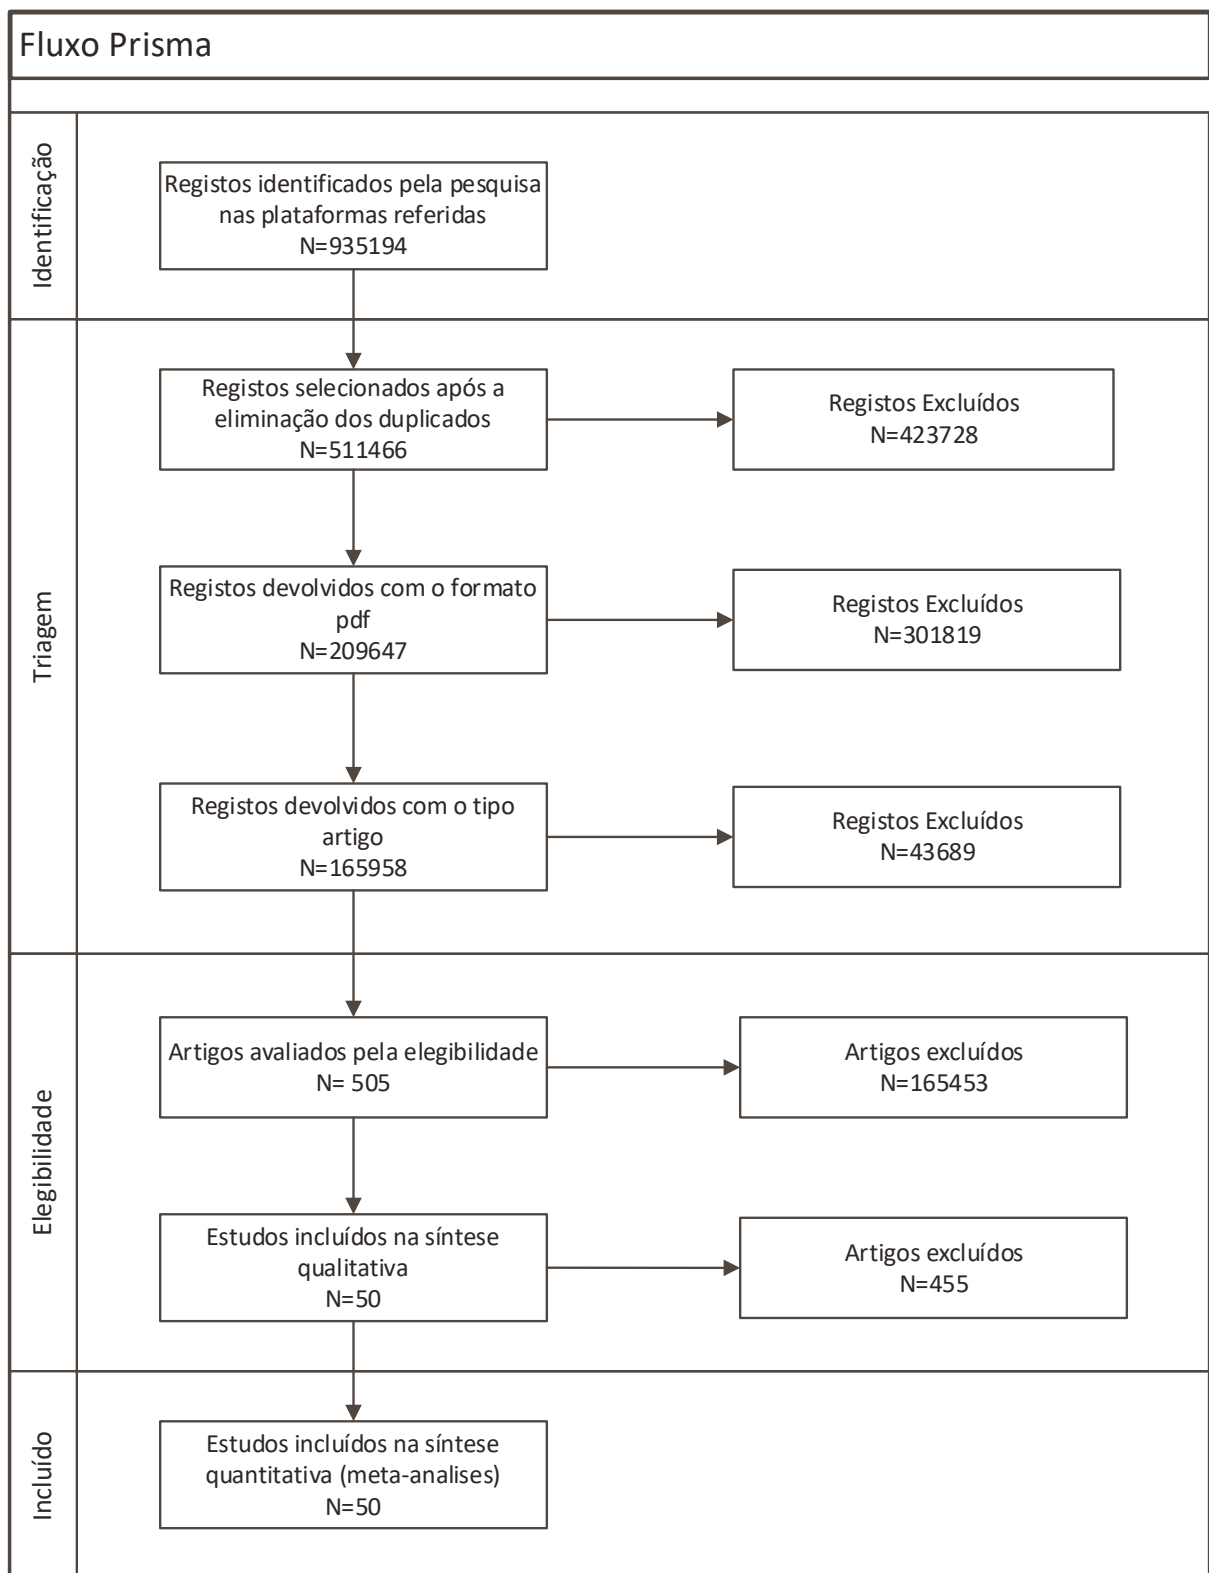 Fluxo Prisma
Identificação
Registos identificados pela pesquisa
nas plataformas referidas
N=935194
Triagem
Registos selecionados após a
eliminação dos duplicados
N=511466
Registos Excluídos
N=423728
Registos devolvidos com o formato
pdf
N=209647
Registos Excluídos
N=301819
Registos devolvidos com o tipo
artigo
N=165958
Registos Excluídos
N=43689
Elegibilidade
Artigos avaliados pela elegibilidade
N= 505
Artigos excluídos
N=165453
Estudos incluídos na síntese
qualitativa
N=50
Artigos excluídos
N=455
Incluído
Estudos incluídos na síntese
quantitativa (meta-analises)
N=50